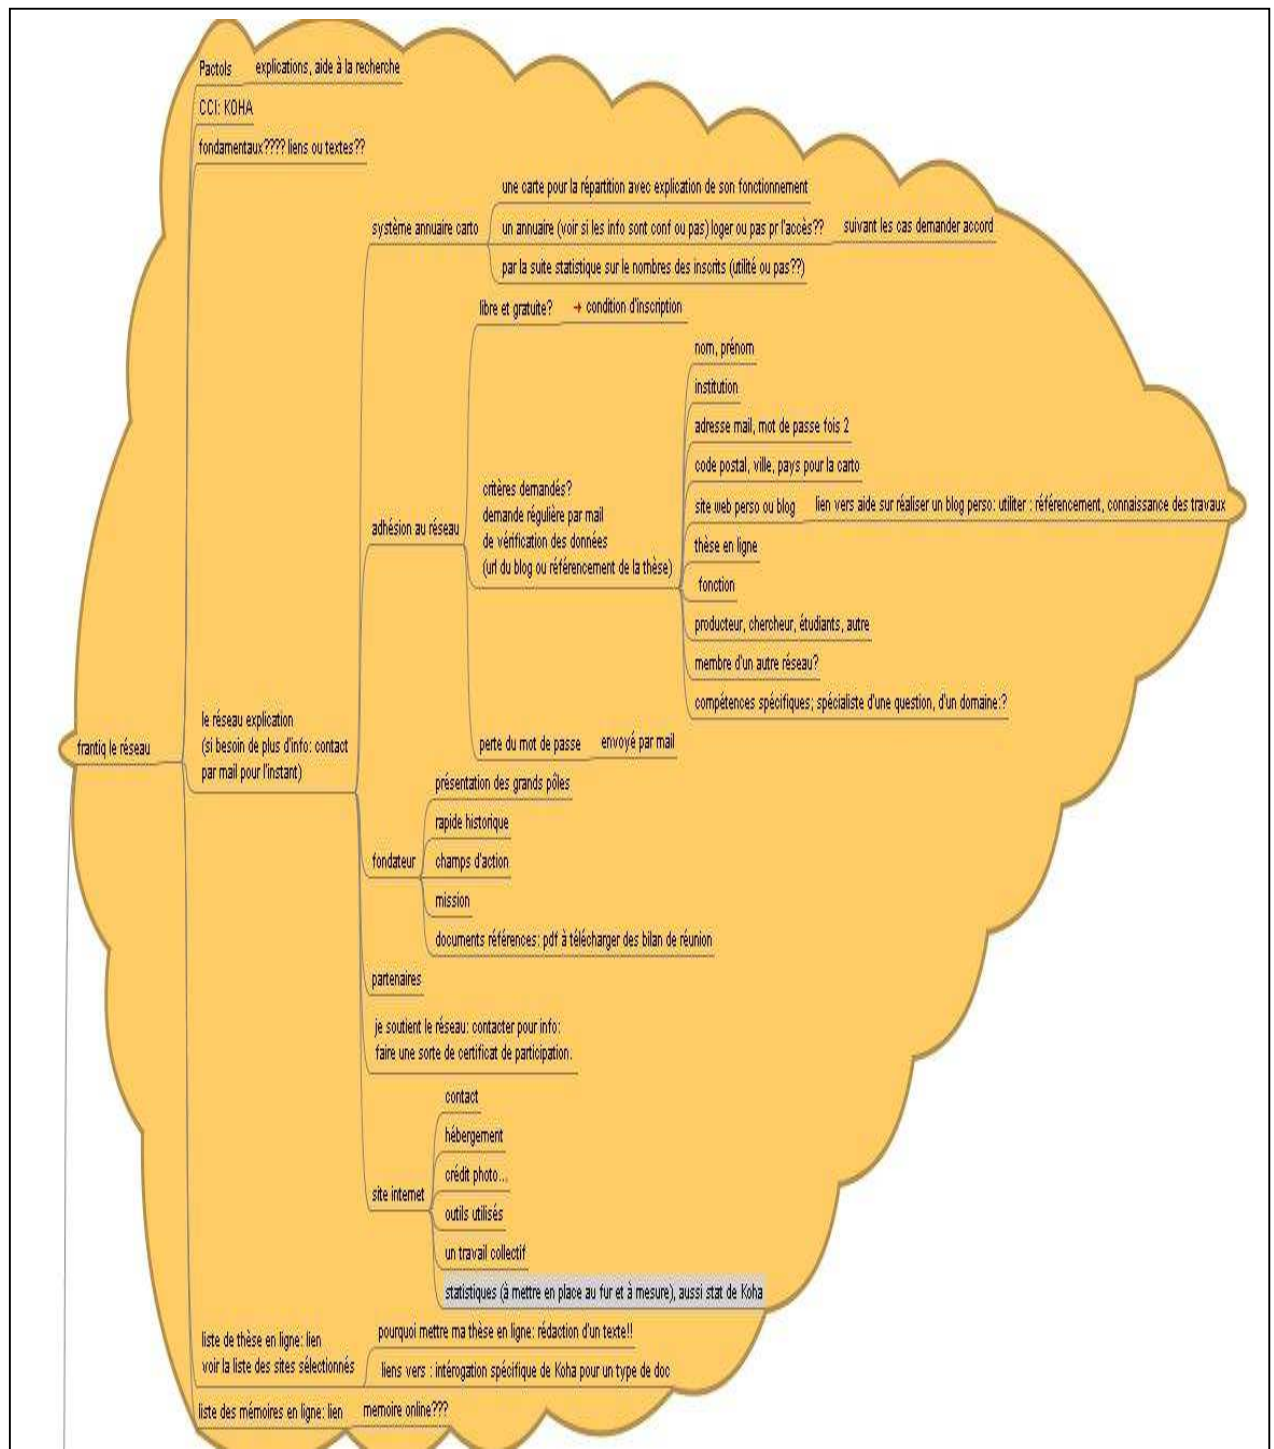 Pactols
explications, aide à la recherche
CCI: KOHA
fondamentaux???? liens ou textes??
système annuaire carto
une carte pour la répartition avec explication de son fonctionnement
un annuaire (voir si les info sont conf ou pas) loger ou pas pr l'accès??
suivant les cas demander accord
par la suite statistique sur le nombres des inscrits (utilité ou pas??)
adhésion au réseau
libre et gratuite?
condition d'inscription
critères demandés?
demande régulière par mail
de vérification des données
(url du blog ou référencement de la thèse)
nom, prénom
institution
adresse mail, mot de passe fois 2
code postal, ville, pays pour la carto
site web perso ou blog
lien vers aide sur réaliser un blog perso: utiliter : référencement, connaissance des travaux
thèse en ligne
fonction
producteur, chercheur, étudiants, autre
membre d'un autre réseau?
compétences spécifiques; spécialiste d'une question, d'un domaine:?
perte du mot de passe
envoyé par mail
frantiq le réseau
le réseau explication
(si besoin de plus d'info: contact
par mail pour l'instant)
fondateur
présentation des grands pôles
rapide historique
champs d'action
mission
documents références: pdf à télécharger des bilan de réunion
partenaires
je soutient le réseau: contacter pour info:
faire une sorte de certificat de participation.
site internet
contact
hébergement
crédit photo...
outils utilisés
un travail collectif
statistiques (à mettre en place au fur et à mesure), aussi stat de Koha
liste de thèse en ligne: lien
voir la liste des sites sélectionnés
pourquoi mettre ma thèse en ligne: rédaction d'un texte!!
liens vers : intérogation spécifique de Koha pour un type de doc
liste des mémoires en ligne: lien
memoire online???